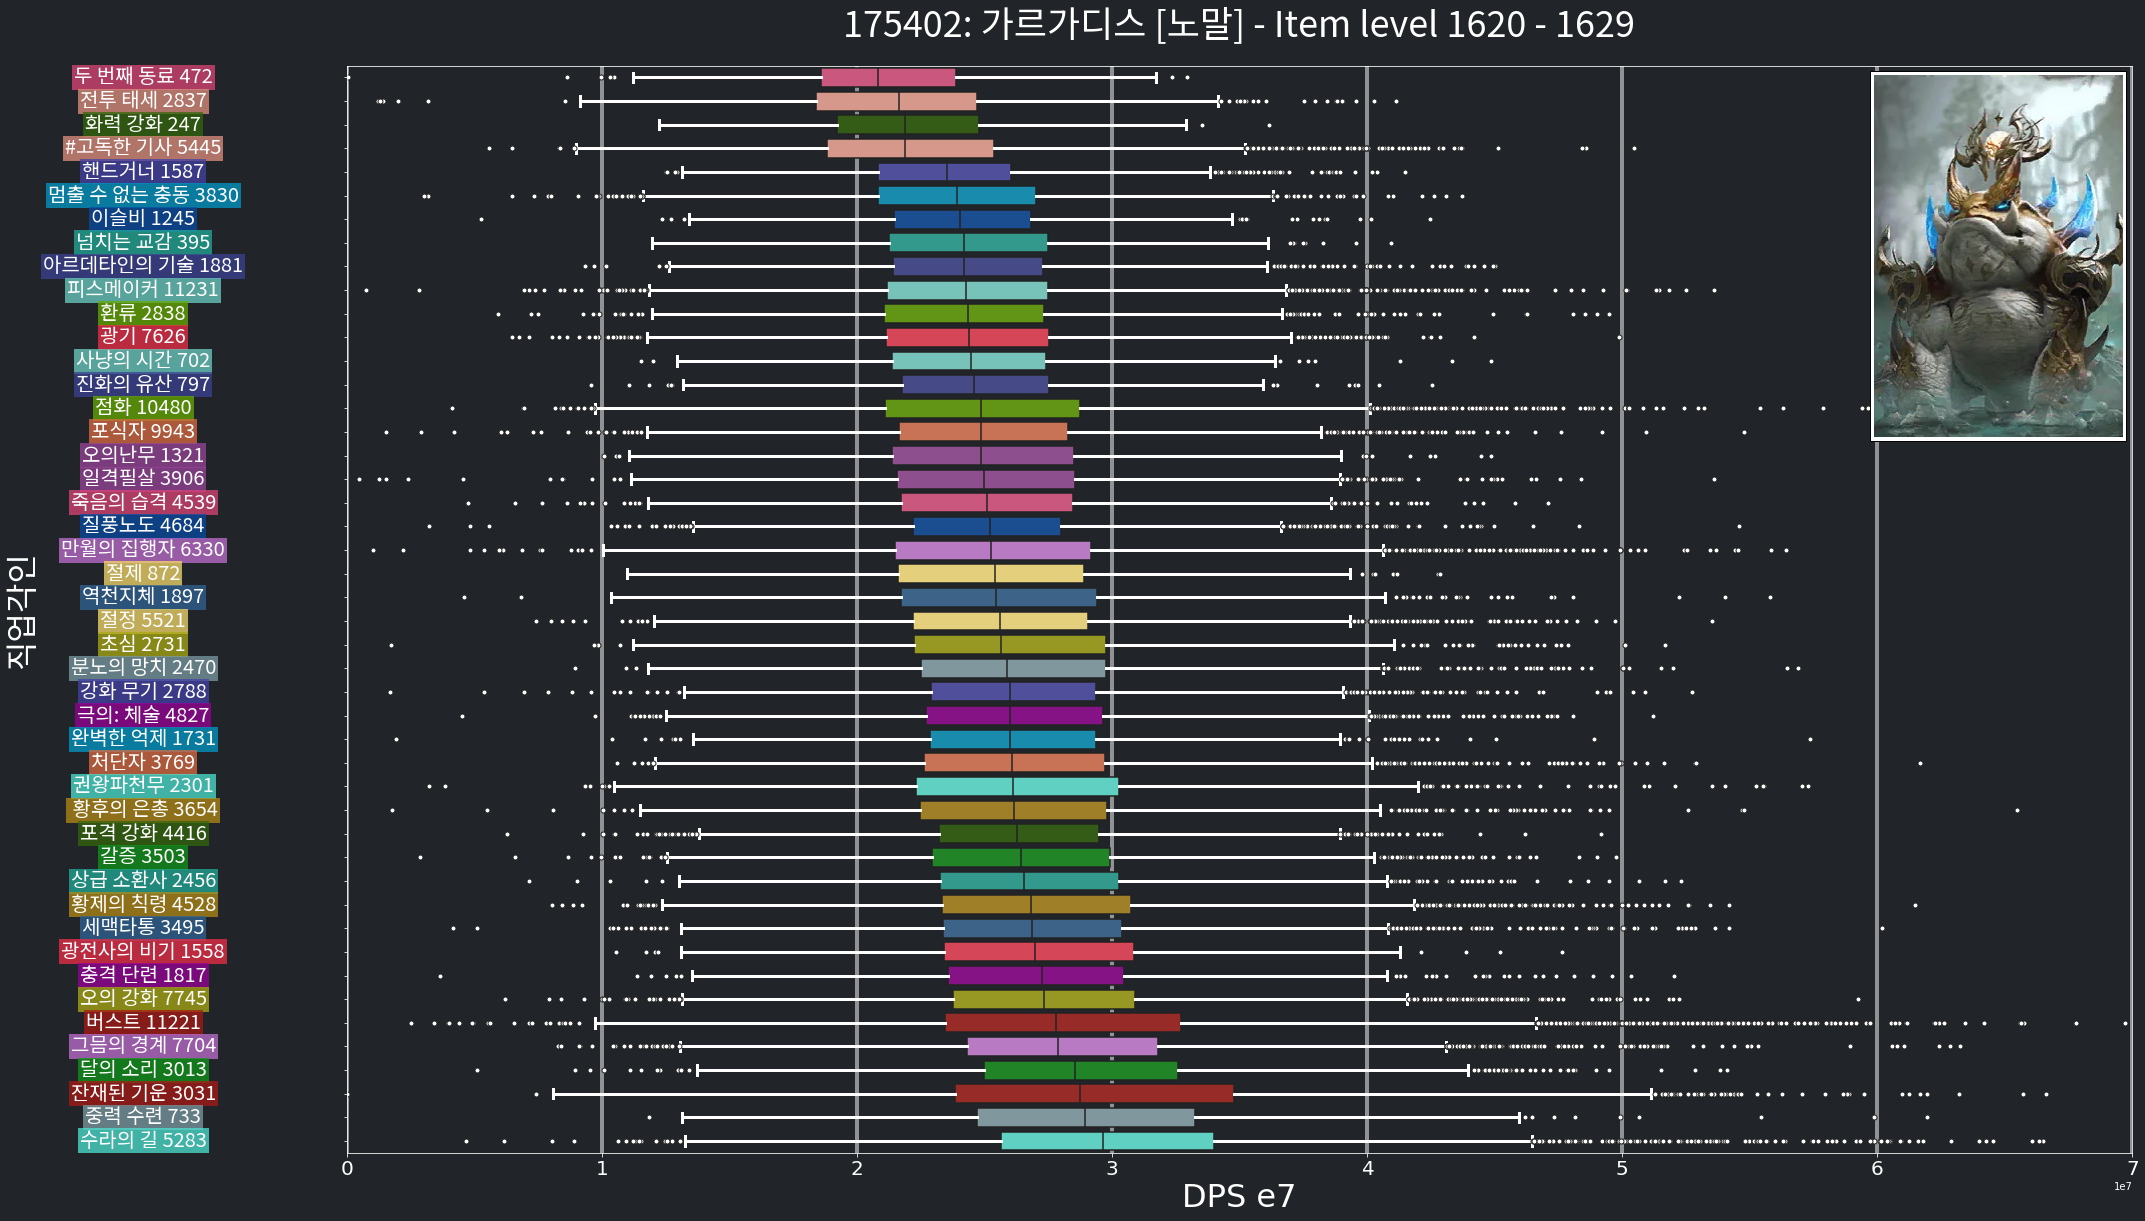 175402: 가르가디스 [노말] - Item level 1620 - 1629
두 번째 동료 472
전투 태세 2837
화력 강화 247
#고독한 기사 5445
핸드거너 1587
멈출 수 없는 충동 3830
이슬비 1245
넘치는 교감 395
아르데타인의 기술 1881
피스메이커 11231
환류 2838
광기 7626
사냥의 시간 702
진화의 유산 797
점화 10480
포식자 9943
오의난무 1321
일격필살 3906
죽음의 습격 4539
질풍노도 4684
만월의 집행자 6330
절제 872
역천지체 1897
절정 5521
초심 2731
분노의 망치 2470
강화 무기 2788
극의: 체술 4827
완벽한 억제 1731
처단자 3769
권왕파천무 2301
황후의 은총 3654
포격 강화 4416
갈증 3503
상급 소환사 2456
황제의 칙령 4528
세맥타통 3495
광전사의 비기 1558
충격 단련 1817
오의 강화 7745
버스트 11221
그믐의 경계 7704
달의 소리 3013
잔재된 기운 3031
중력 수련 733
수라의 길 5283
직업각인
0 1 2 3 4 5 6 7
DPS e7
1e7